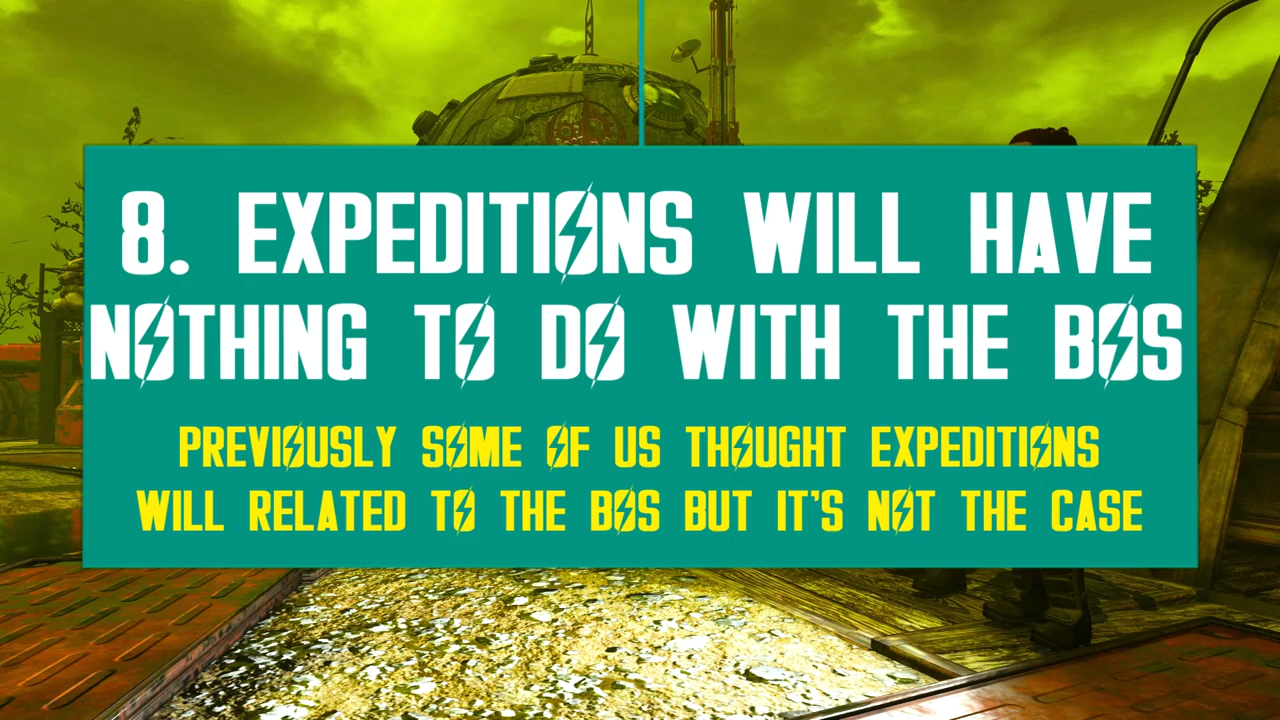 8. EXPEDITIONS WILL HAVE
NOTHING TO DO WITH THE BOS
PREVIOUSLY SOME OF US THOUGHT EXPEDITIONS
WILL RELATED TO THE BOS BUT IT'S NOT THE CASE